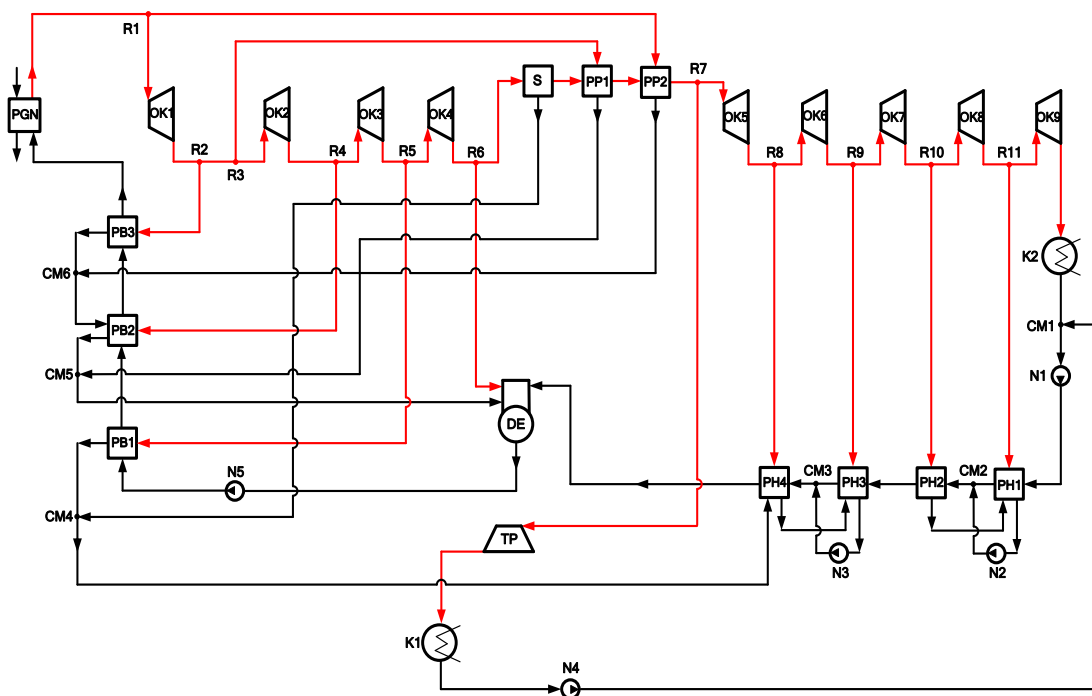 R1
R7
S
PP1
PP2
PGN
OK1
OK2
OK3
OK4
OK5
OK6
OK7
OK8
OK9
R2
R3
R4
R5
R6
R8
R9
R10
R11
PB3
K2
CM6
PB2
CM1
CM5
N1
DE
PB1
N5
CM3
CM2
PH4
PH3
PH2
PH1
CM4
TP
N3
N2
K1
N4